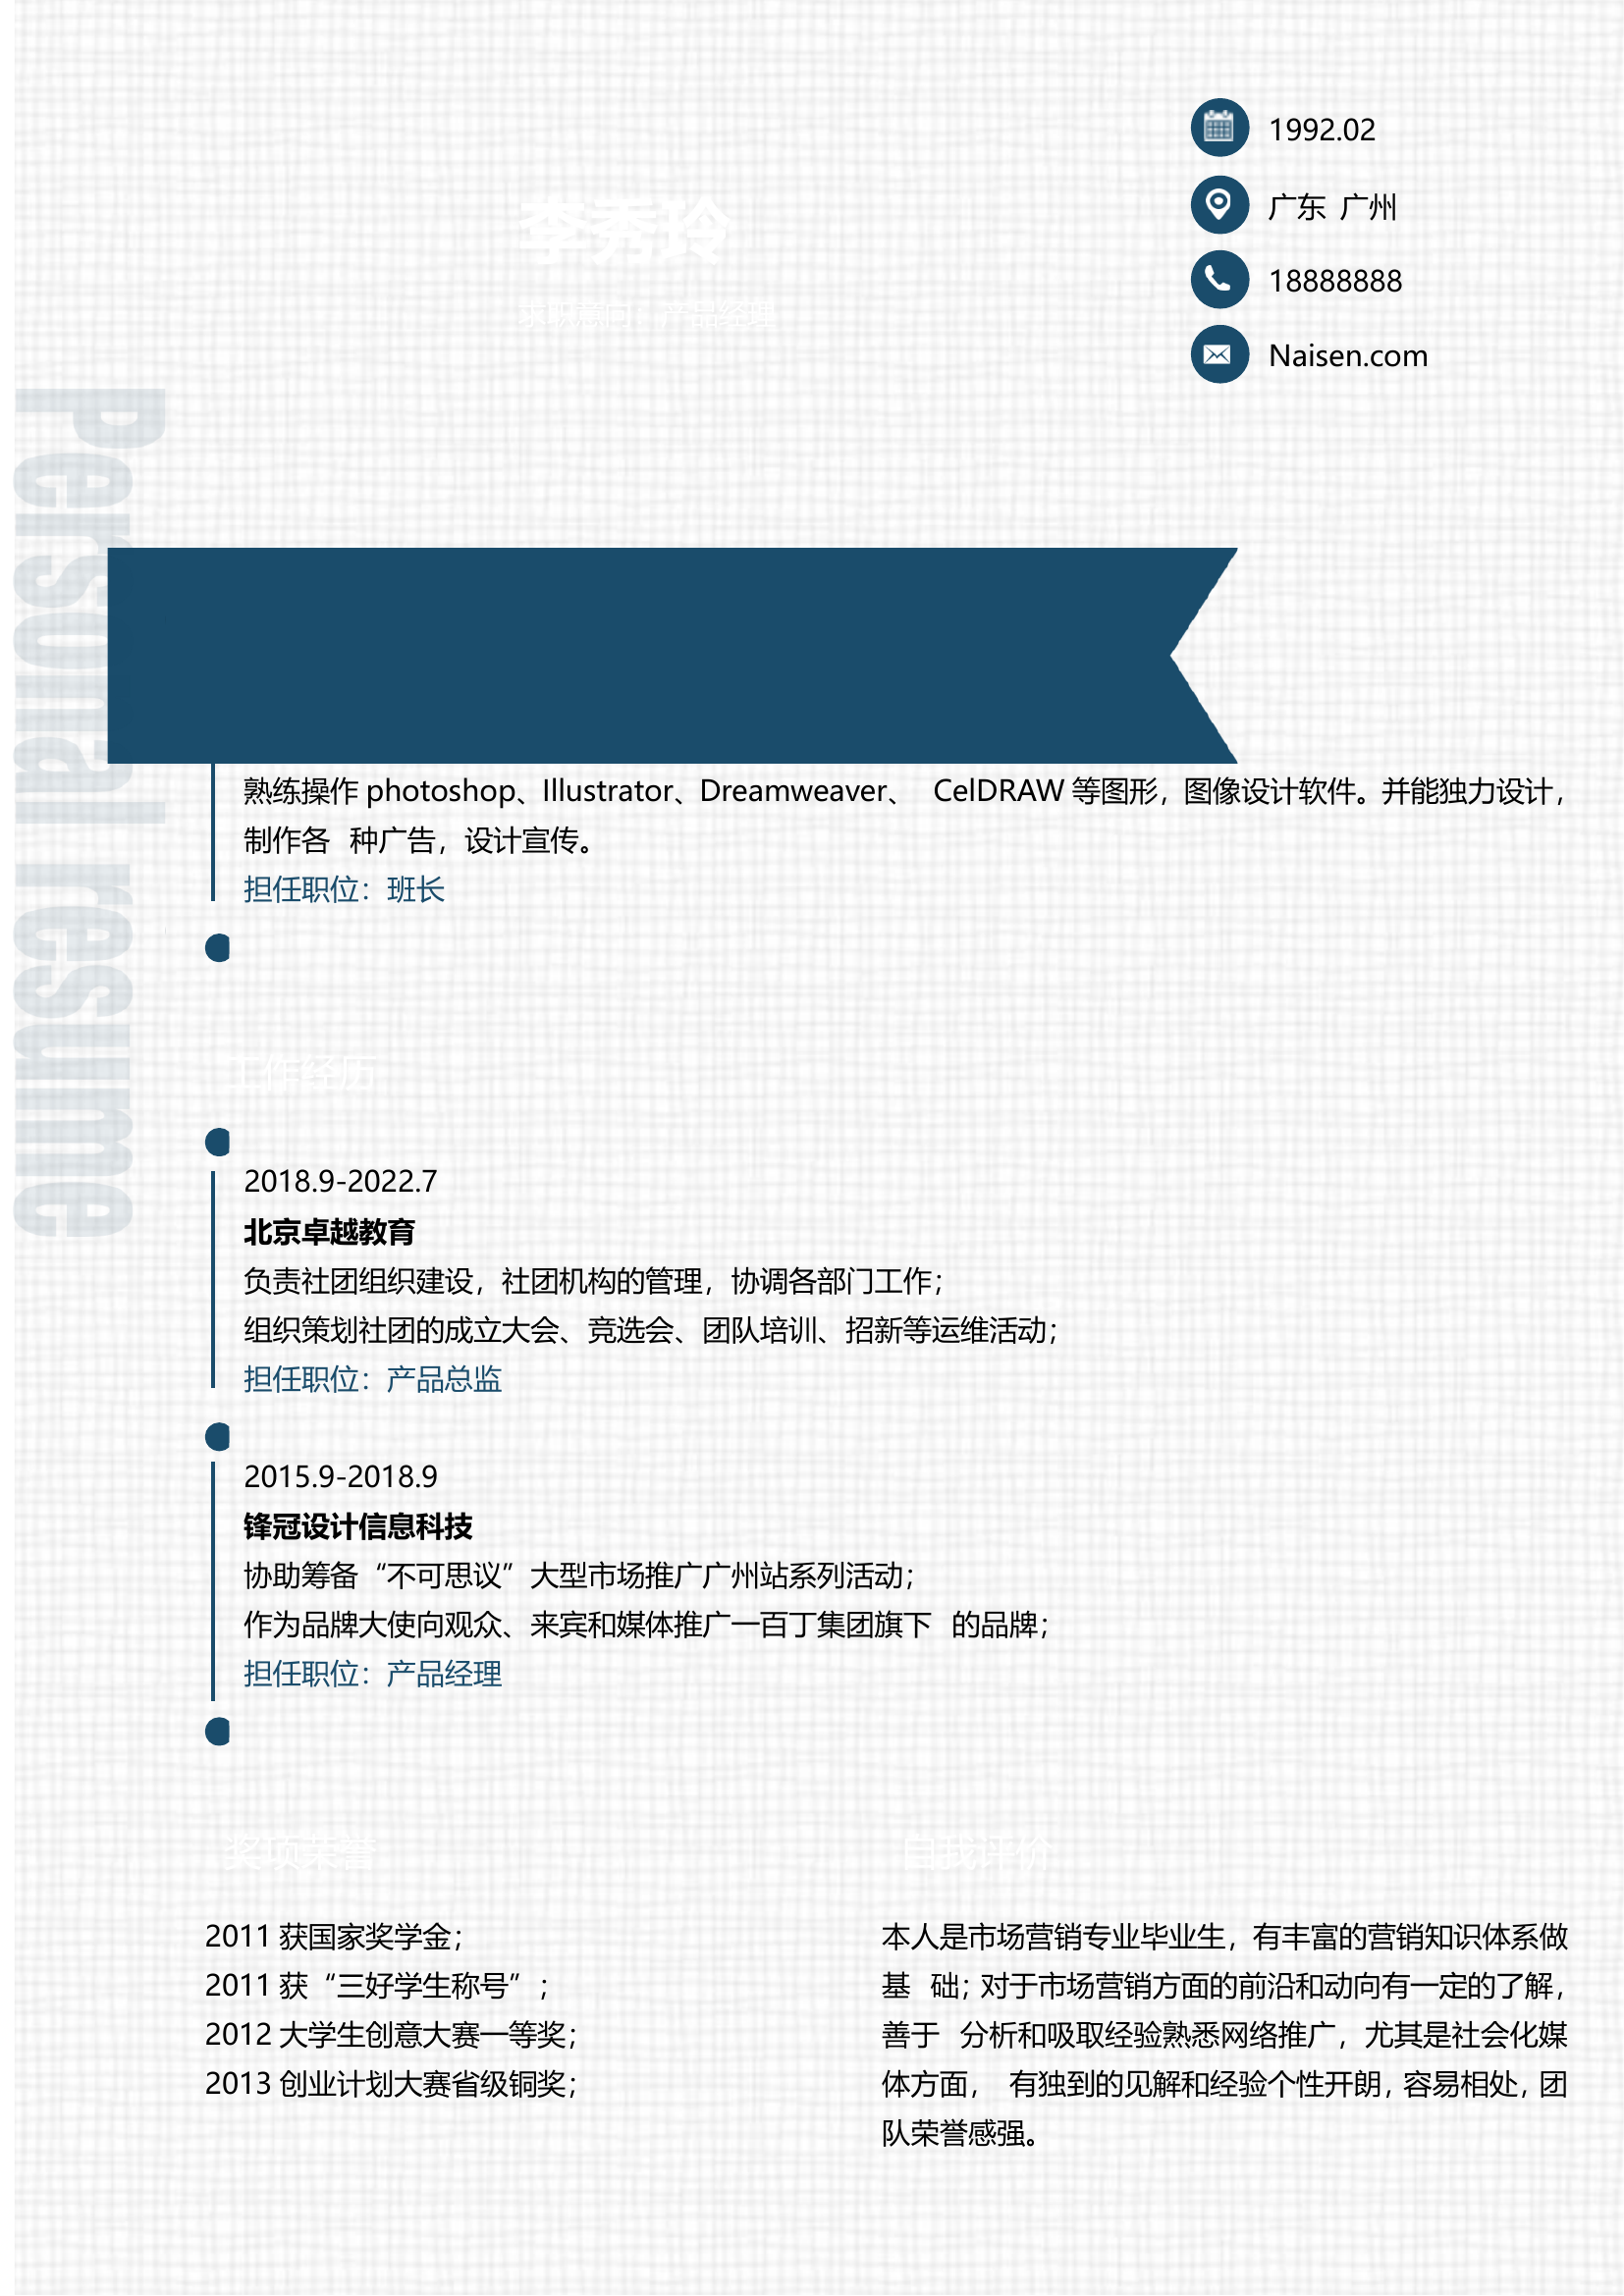 1992.02
广东 广州
18888888
Naisen.com
李秀玲
求职意向：产品经理
Personal resume
熟练操作 photoshop、Illustrator、Dreamweaver、 CelDRAW 等图形，图像设计软件。并能独力设计，
制作各 种广告，设计宣传。
担任职位：班长
工作经历
2018.9-2022.7
北京卓越教育
负责社团组织建设，社团机构的管理，协调各部门工作；
组织策划社团的成立大会、竞选会、团队培训、招新等运维活动；
担任职位：产品总监
2015.9-2018.9
锋冠设计信息科技
协助筹备“不可思议”大型市场推广广州站系列活动；
作为品牌大使向观众、来宾和媒体推广一百丁集团旗下 的品牌；
担任职位：产品经理
奖项荣誉
2011 获国家奖学金；
2011 获“三好学生称号”；
2012 大学生创意大赛一等奖；
2013 创业计划大赛省级铜奖；
自我评价
本人是市场营销专业毕业生，有丰富的营销知识体系做
基 础；对于市场营销方面的前沿和动向有一定的了解，
善于 分析和吸取经验熟悉网络推广，尤其是社会化媒
体方面， 有独到的见解和经验个性开朗，容易相处，团
队荣誉感强。